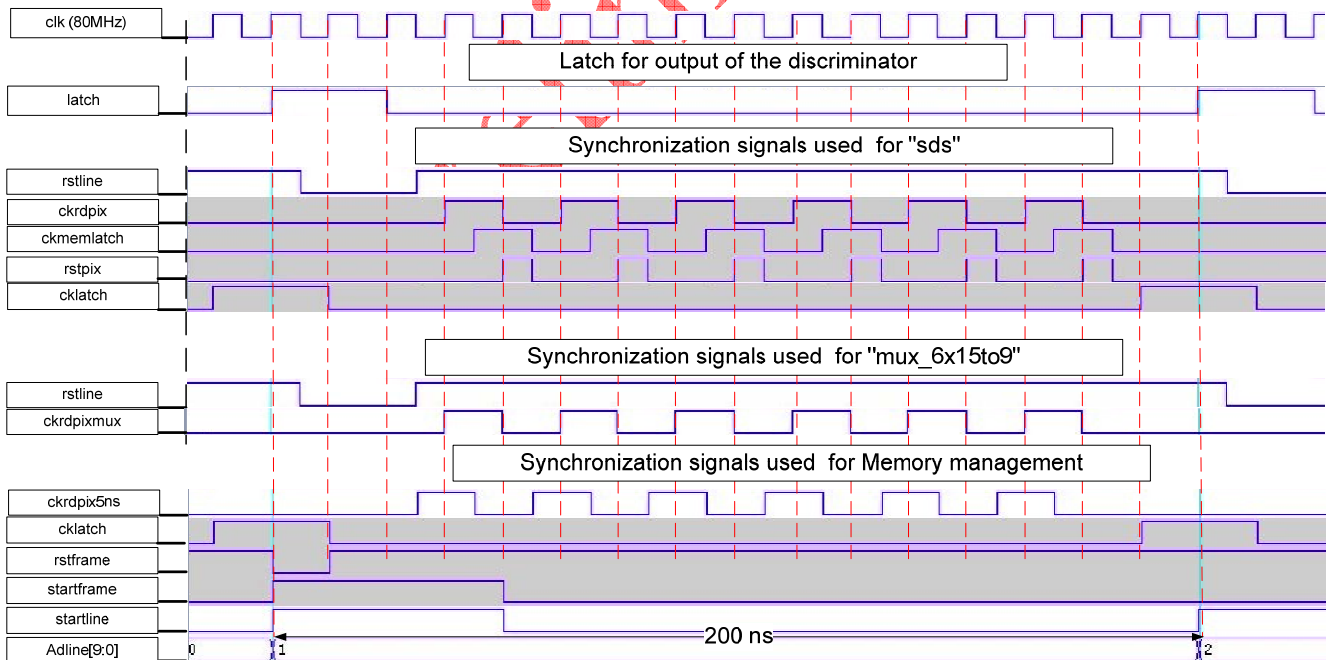 clk (80MHz)
Latch for output of the discriminator
latch
Synchronization signals used for "sds"
rstline
ckrdpix
ckmemlatch
rstpix
cklatch
Synchronization signals used for "mux_6x15to9"
rstline
ckrdpixmux
Synchronization signals used for Memory management
ckrdpix5ns
cklatch
rstframe
startframe
startline
200 ns
Adline[9:0]
0
1
2